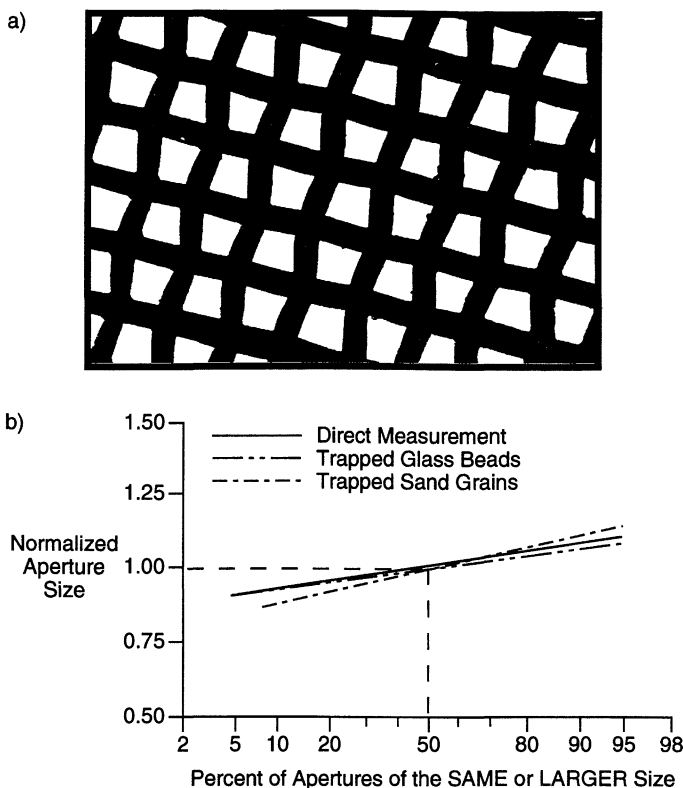 a)
b)
1.50
1.25
1.00
0.75
0.50
Normalized
Aperture
Size
Direct Measurement
Trapped Glass Beads
Trapped Sand Grains
2 5 10 20 50 80 90 95 98
Percent of Apertures of the SAME or LARGER Size